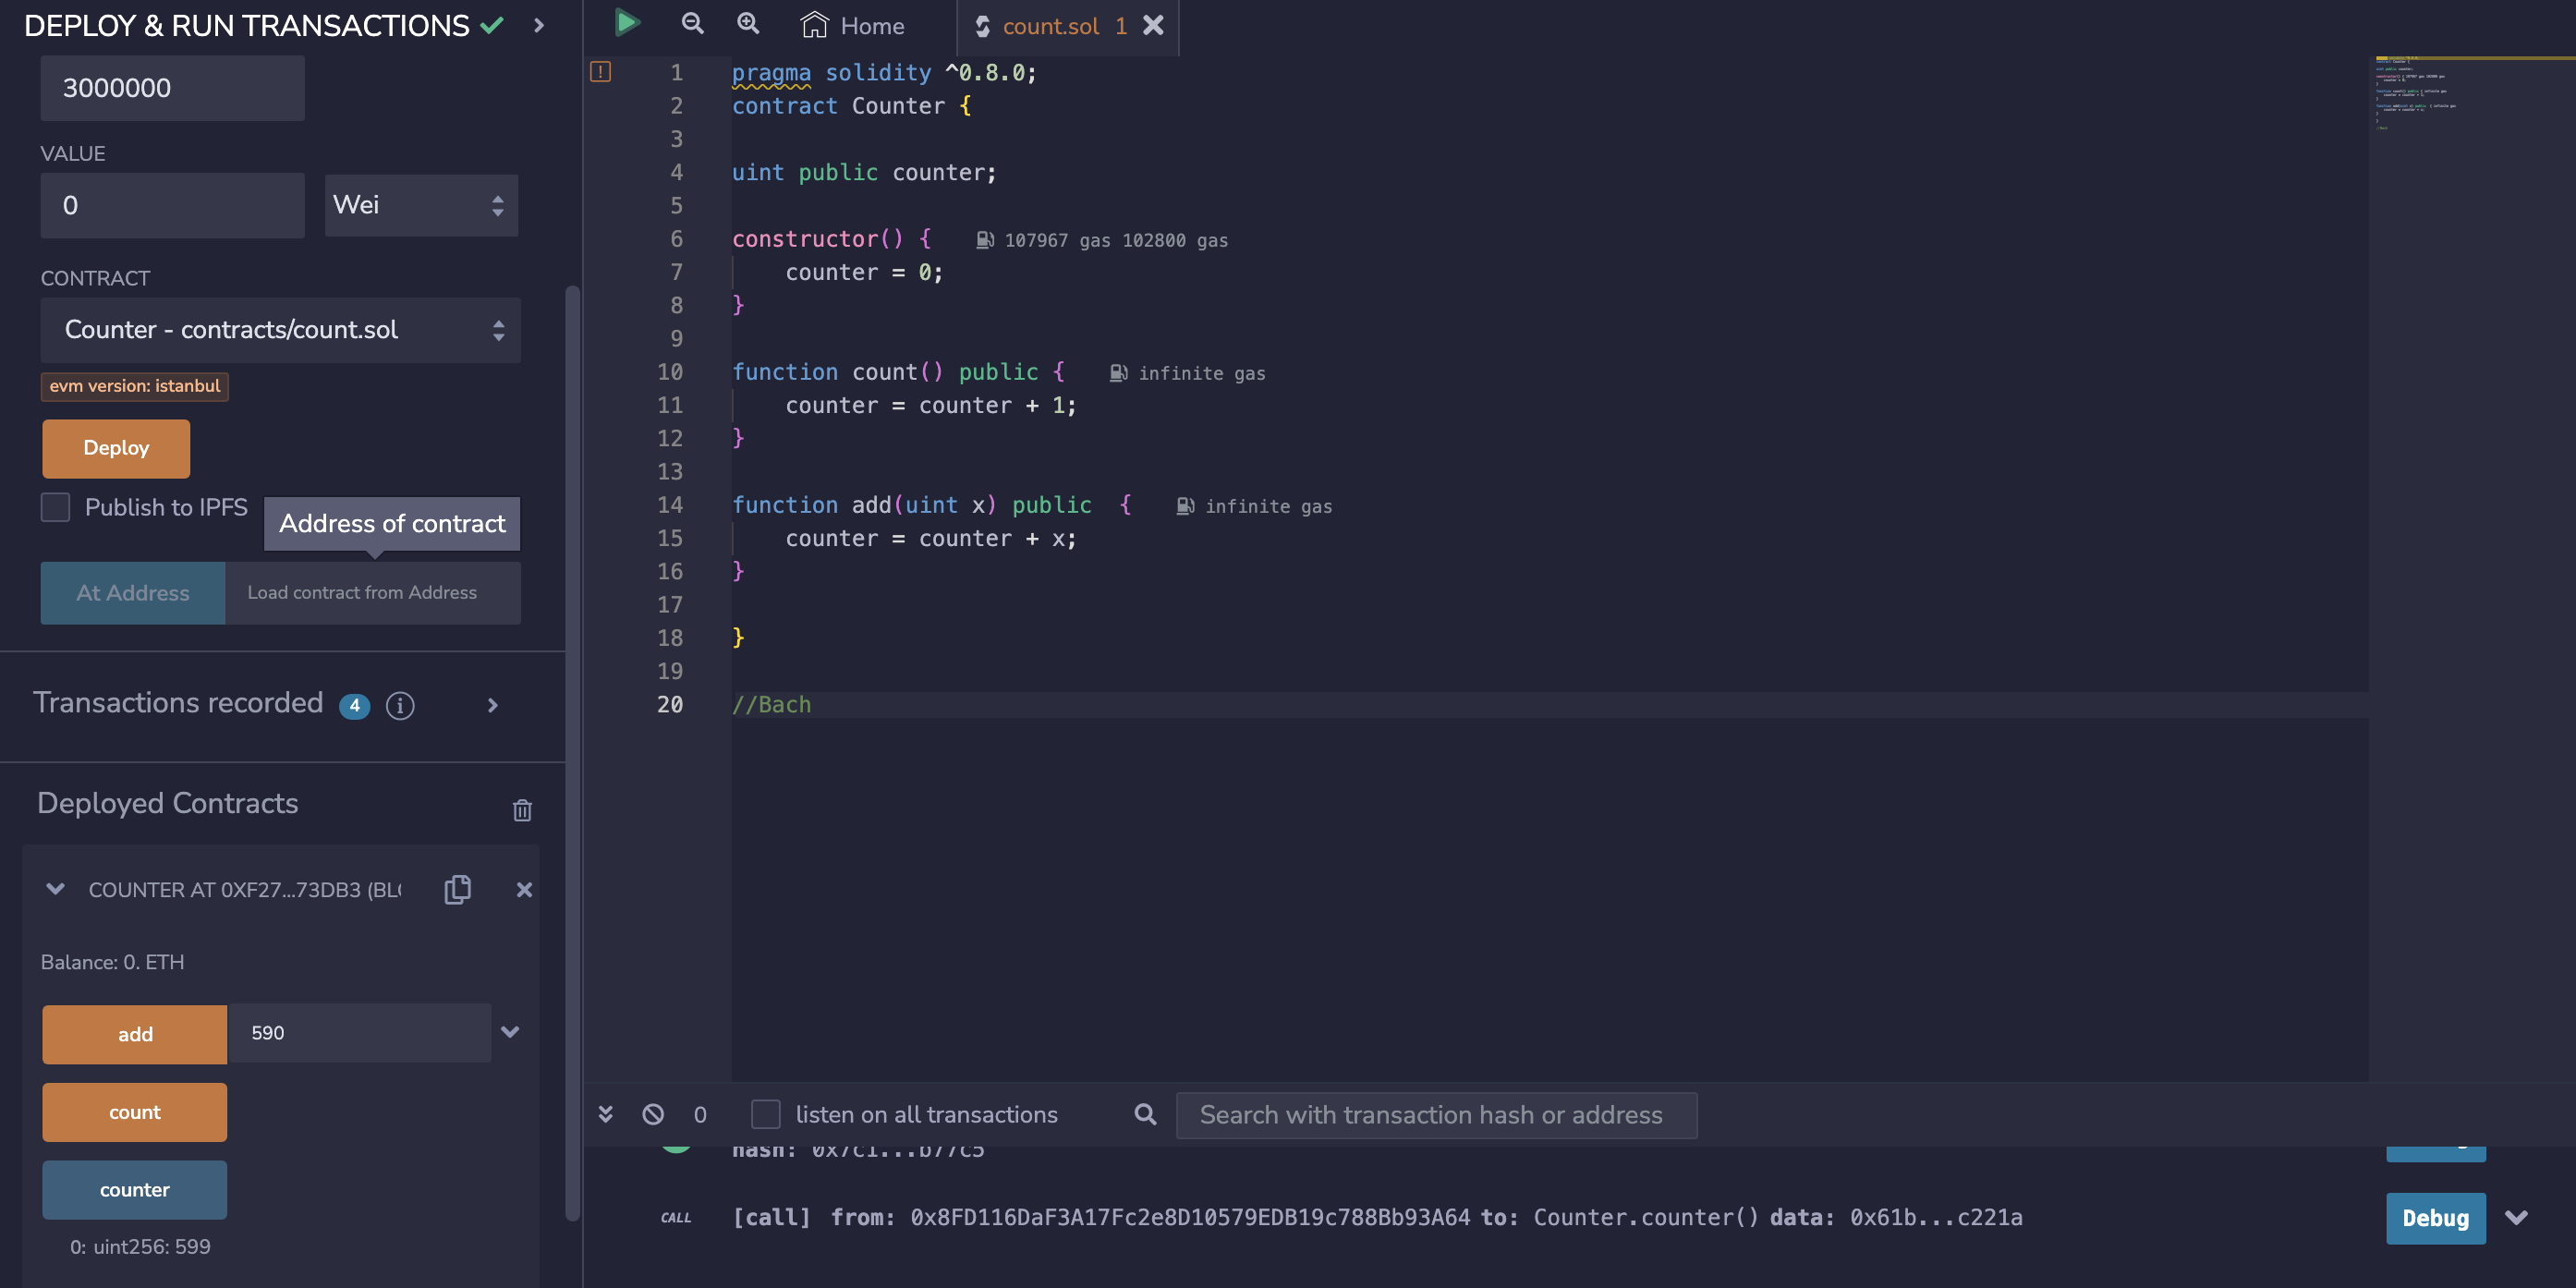 DEPLOY & RUN TRANSACTIONS
3000000
VALUE
0
Wei
CONTRACT
Counter - contracts/count.sol
evm version: istanbul
Deploy
Publish to IPFS
Address of contract
At Address
Load contract from Address
Transactions recorded 4
Deployed Contracts
COUNTER AT 0XF27...73DB3 (BL
Balance: 0. ETH
add
590
count
counter
0: uint256: 599
Home
count.sol 1
1 pragma solidity ^0.8.0;
2 contract Counter {
3
4 uint public counter;
5
6 constructor() { 107967 gas 102800 gas
7 counter = 0;
8 }
9
10 function count() public { infinite gas
11 counter = counter + 1;
12 }
13
14 function add(uint x) public { infinite gas
15 counter = counter + x;
16 }
17
18 }
19
20 //Bach
0
listen on all transactions
Search with transaction hash or address
hash: 0x7c1...b77c5
CALL
[call] from: 0x8FD116DaF3A17Fc2e8D10579EDB19c788Bb93A64 to: Counter.counter() data: 0x61b...c221a
Debug